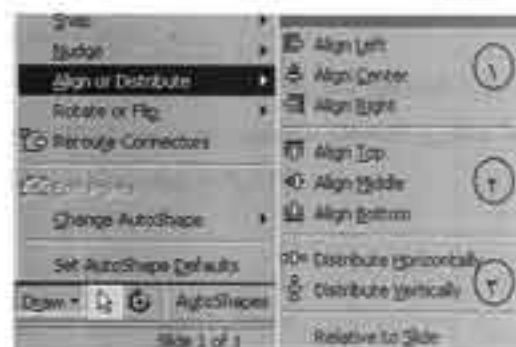 Snap
Nudge
Align or Distribute
Rotate or Flip
Reroute Connectors
Change AutoShape
Set AutoShape Defaults
Draw
AutoShapes
Slide 1 of 1
Align Left
Align Center
Align Right
١
Align Top
Align Middle
Align Bottom
٢
Distribute Horizontally
Distribute Vertically
٣
Relative to Slide